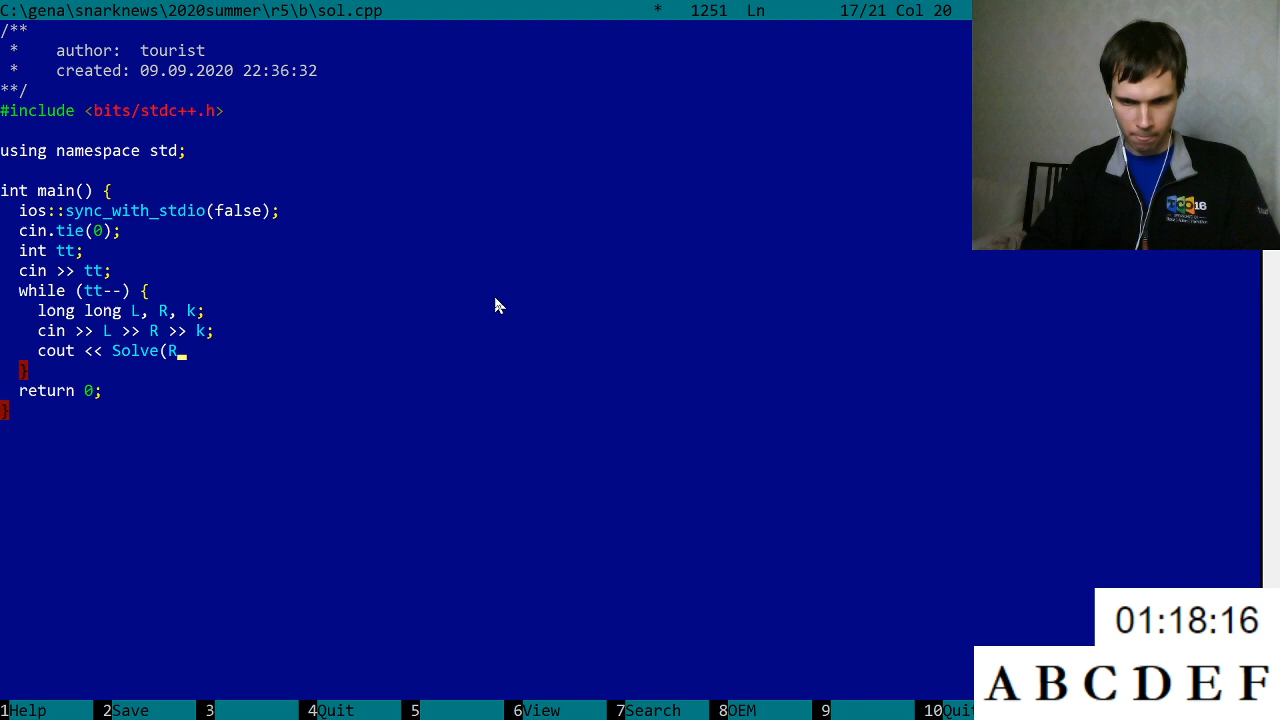 C:\gena\snarknews\2020summer\r5\b\sol.cpp * 1251 Ln 17/21 Col 20
/**
 *    author:  tourist
 *    created: 09.09.2020 22:36:32
**/
#include <bits/stdc++.h>

using namespace std;

int main() {
  ios::sync_with_stdio(false);
  cin.tie(0);
  int tt;
  cin >> tt;
  while (tt--) {
    long long L, R, k;
    cin >> L >> R >> k;
    cout << Solve(R
  }
  return 0;
}
TCO18
01:18:16
A B C D E F
1Help 2Save 3 4Quit 5 6View 7Search 8OEM 9 10Quit